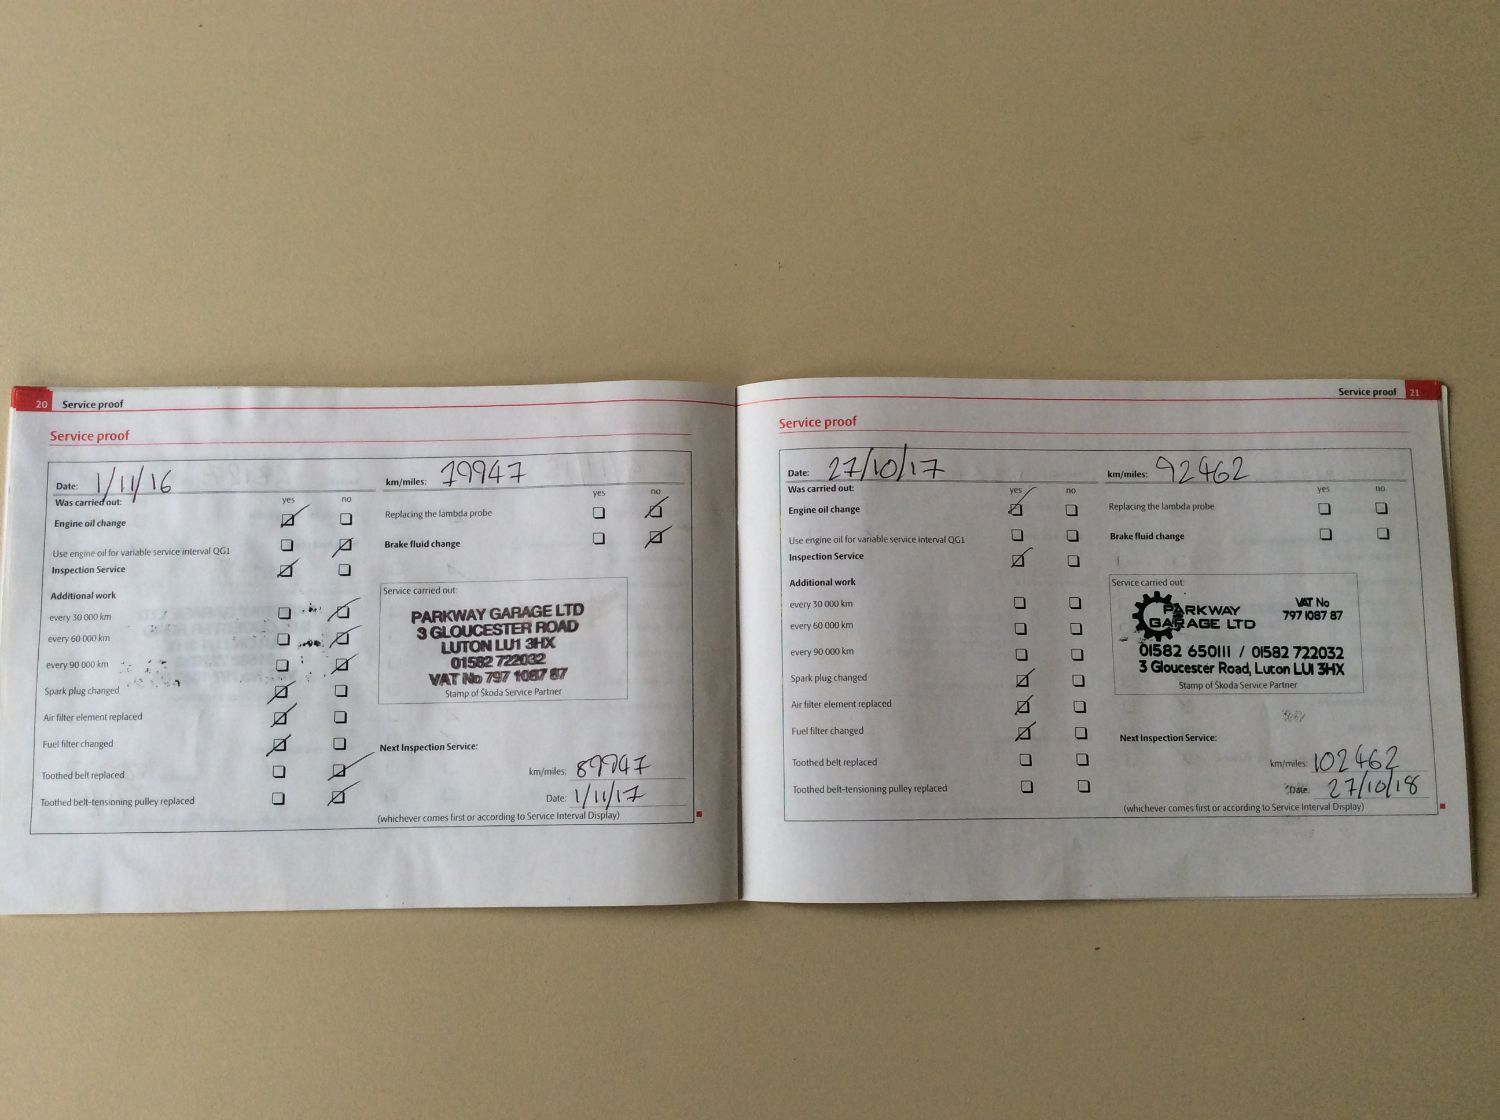 20 Service proof
Service proof
Date: 1/11/16 km/miles: 79947
Was carried out: yes no yes no
Engine oil change Replacing the lambda probe
Use engine oil for variable service interval QG1 Brake fluid change
Inspection Service
Additional work Service carried out:
every 30 000 km
every 60 000 km
every 90 000 km
PARKWAY GARAGE LTD
3 GLOUCESTER ROAD
LUTON LU1 3HX
01582 722032
VAT No 797 1087 87
Stamp of Škoda Service Partner
Spark plug changed
Air filter element replaced
Fuel filter changed
Next Inspection Service:
Toothed belt replaced km/miles: 89947
Toothed belt-tensioning pulley replaced Date: 1/11/17
(whichever comes first or according to Service Interval Display)
Service proof 21
Service proof
Date: 27/10/17 km/miles: 92462
Was carried out: yes no yes no
Engine oil change Replacing the lambda probe
Use engine oil for variable service interval QG1 Brake fluid change
Inspection Service
Additional work Service carried out:
every 30 000 km
every 60 000 km
every 90 000 km
PARKWAY GARAGE LTD
VAT No
797 1087 87
01582 650111 / 01582 722032
3 Gloucester Road, Luton LU1 3HX
Stamp of Škoda Service Partner
Spark plug changed
Air filter element replaced
Fuel filter changed
Next Inspection Service:
Toothed belt replaced km/miles: 102462
Toothed belt-tensioning pulley replaced Date: 27/10/18
(whichever comes first or according to Service Interval Display)